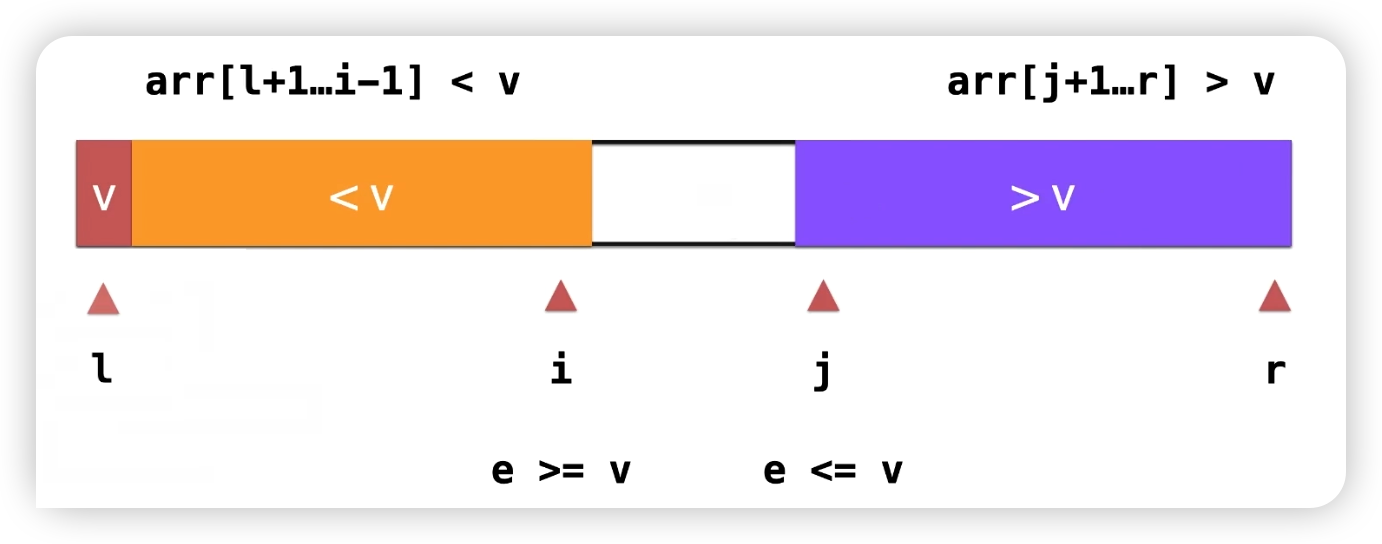 arr[l+1…i−1] < v arr[j+1…r] > v
v < v > v
l i j r
e >= v e <= v